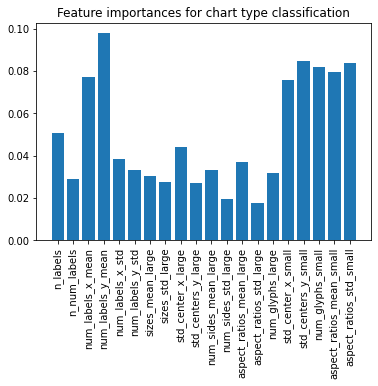 Feature importances for chart type classification
0.10
0.08
0.06
0.04
0.02
0.00
n_labels
n_num_labels
num_labels_x_mean
num_labels_y_mean
num_labels_x_std
num_labels_y_std
sizes_mean_large
sizes_std_large
std_center_x_large
std_centers_y_large
num_sides_mean_large
num_sides_std_large
aspect_ratios_mean_large
aspect_ratios_std_large
num_glyphs_large
std_center_x_small
std_centers_y_small
num_glyphs_small
aspect_ratios_mean_small
aspect_ratios_std_small